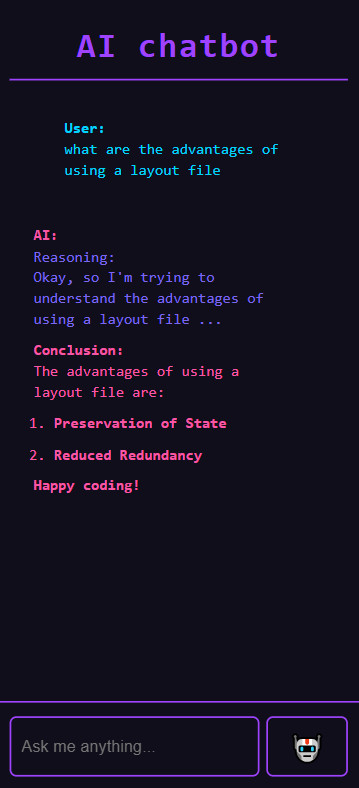 AI chatbot
User:
what are the advantages of
using a layout file
AI:
Reasoning:
Okay, so I'm trying to
understand the advantages of
using a layout file ...
Conclusion:
The advantages of using a
layout file are:
1. Preservation of State
2. Reduced Redundancy
Happy coding!
Ask me anything...